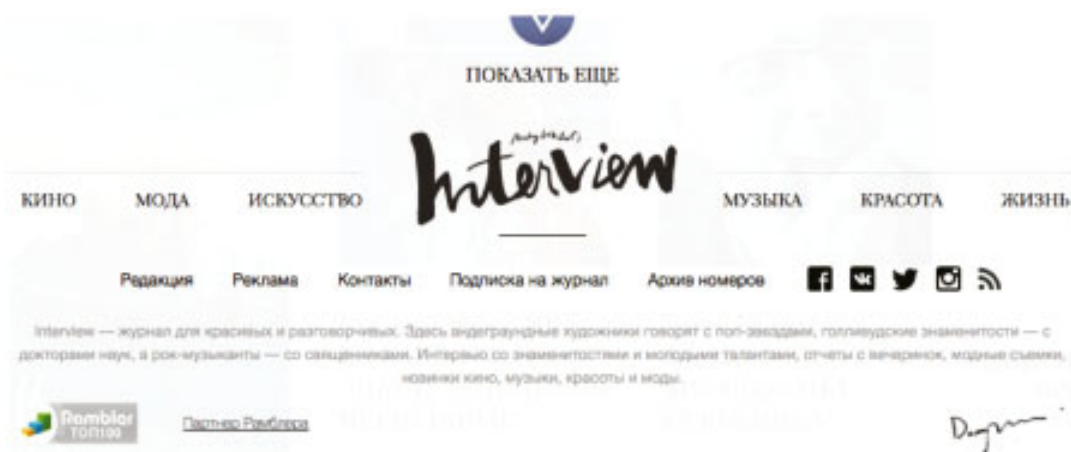 ПОКАЗАТЬ ЕЩЕ
Interview
КИНО МОДА ИСКУССТВО МУЗЫКА КРАСОТА ЖИЗНЬ
Редакция Реклама Контакты Подписка на журнал Архив номеров
Interview — журнал для красивых и разговорчивых. Здесь андеграундные художники говорят с поп-звездами, голливудские знаменитости — с
докторами наук, а рок-музыканты — со священниками. Интервью со знаменитостями и молодыми талантами, отчеты с вечеринок, модные съемки,
новинки кино, музыки, красоты и моды.
Rambler
ТОП100
Партнер Рамблера